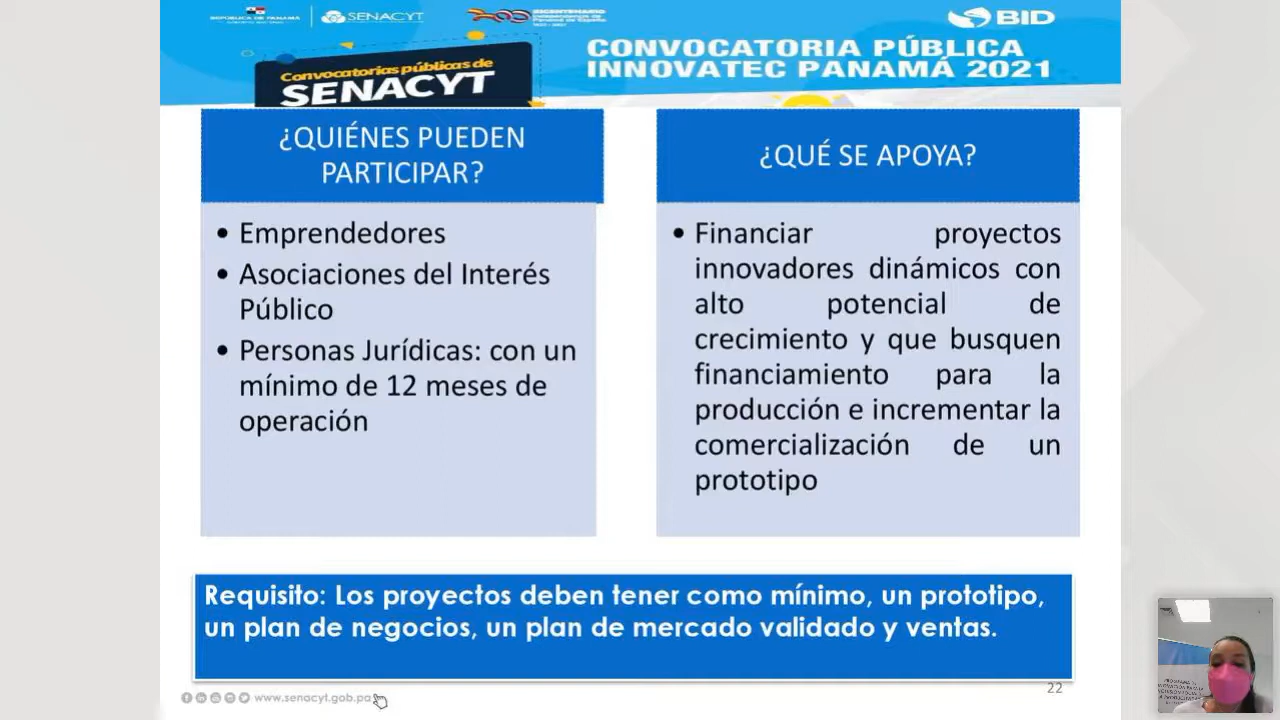 REPÚBLICA DE PANAMÁ
SENACYT
BICENTENARIO
BID
Convocatorias públicas de
SENACYT
CONVOCATORIA PÚBLICA
INNOVATEC PANAMÁ 2021
¿QUIÉNES PUEDEN
PARTICIPAR?
• Emprendedores
• Asociaciones del Interés
Público
• Personas Jurídicas: con un
mínimo de 12 meses de
operación
¿QUÉ SE APOYA?
• Financiar proyectos
innovadores dinámicos con
alto potencial de
crecimiento y que busquen
financiamiento para la
producción e incrementar la
comercialización de un
prototipo
Requisito: Los proyectos deben tener como mínimo, un prototipo,
un plan de negocios, un plan de mercado validado y ventas.
www.senacyt.gob.pa
22